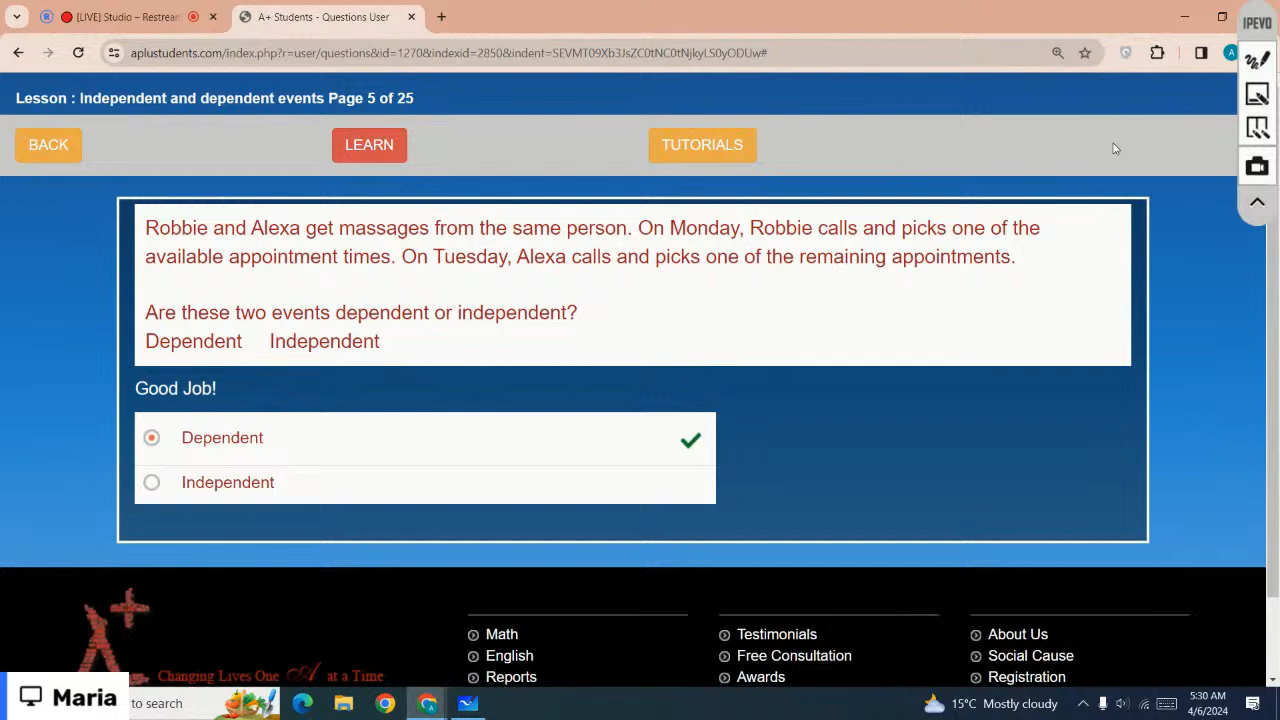 [LIVE] Studio – Restream
A+ Students - Questions User
IPEVO
aplustudents.com/index.php?r=user/questions&id=1270&indexid=2850&indent=SEVMT09Xb3JsZC0tNC0tNjkyLS0yODUw#
A
Lesson : Independent and dependent events Page 5 of 25
BACK
LEARN
TUTORIALS
Robbie and Alexa get massages from the same person. On Monday, Robbie calls and picks one of the
available appointment times. On Tuesday, Alexa calls and picks one of the remaining appointments.
Are these two events dependent or independent?
Dependent Independent
Good Job!
Dependent
Independent
Changing Lives One A at a Time
Math
English
Reports
Testimonials
Free Consultation
Awards
About Us
Social Cause
Registration
Maria
to search
15°C Mostly cloudy
5:30 AM
4/6/2024